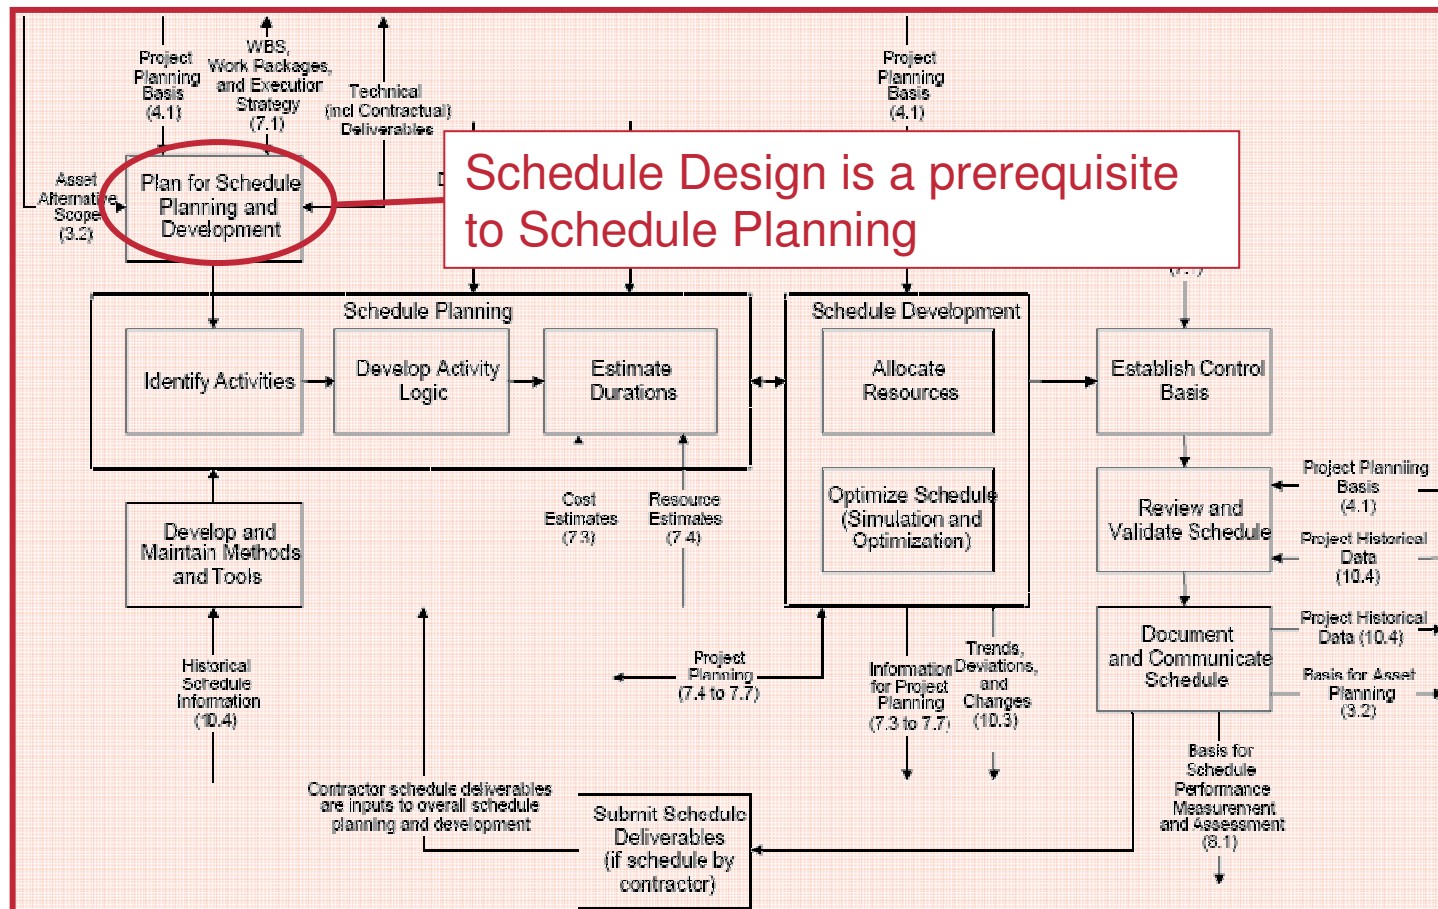 Project
Planning
Basis
(4.1)
WBS,
Work Packages,
and Execution
Strategy
(7.1)
Technical
(incl Contractual)
Deliverables
Project
Planning
Basis
(4.1)
Asset
Alternative
Scope
(3.2)
Plan for Schedule
Planning and
Development
Schedule Design is a prerequisite
to Schedule Planning
(7.1)
Schedule Planning
Identify Activities
Develop Activity
Logic
Estimate
Durations
Schedule Development
Allocate
Resources
Optimize Schedule
(Simulation and
Optimization)
Establish Control
Basis
Review and
Validate Schedule
Project Planniing
Basis
(4.1)
Project Historical
Data
(10.4)
Develop and
Maintain Methods
and Tools
Cost
Estimates
(7.3)
Resource
Estimates
(7.4)
Document
and Communicate
Schedule
Project Historical
Data (10.4)
Basis for Asset
Planning
(3.2)
Historical
Schedule
Information
(10.4)
Project
Planning
(7.4 to 7.7)
Information
for Project
Planning
(7.3 to 7.7)
Trends,
Deviations,
and
Changes
(10.3)
Contractor schedule deliverables
are inputs to overall schedule
planning and development
Submit Schedule
Deliverables
(if schedule by
contractor)
Basis for
Schedule
Performance
Measurement
and Assessment
(8.1)